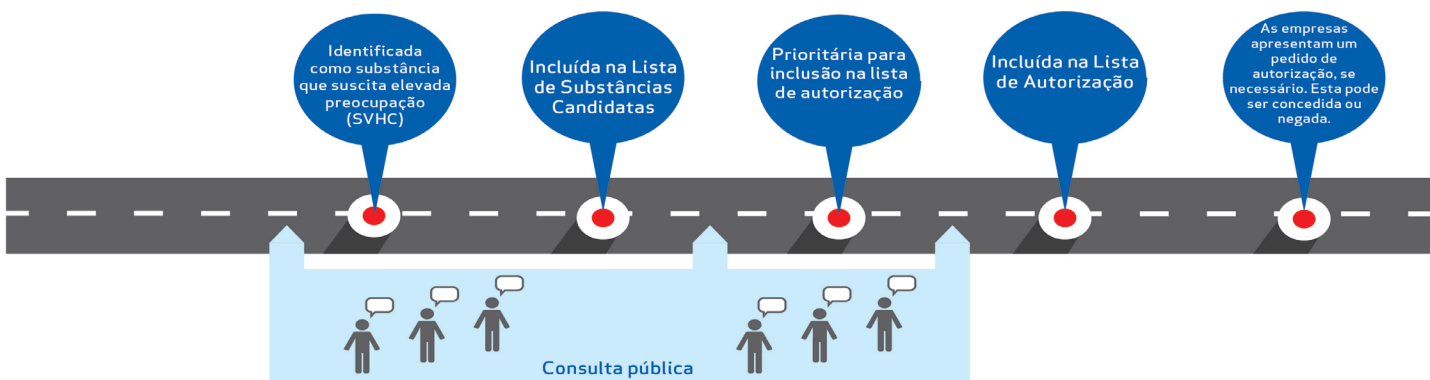 Identificada
como substância
que suscita elevada
preocupação
(SVHC)
Incluída na Lista
de Substâncias
Candidatas
Prioritária para
inclusão na lista
de autorização
Incluída na Lista
de Autorização
As empresas
apresentam um
pedido de
autorização, se
necessário. Esta pode
ser concedida ou
negada.
Consulta pública